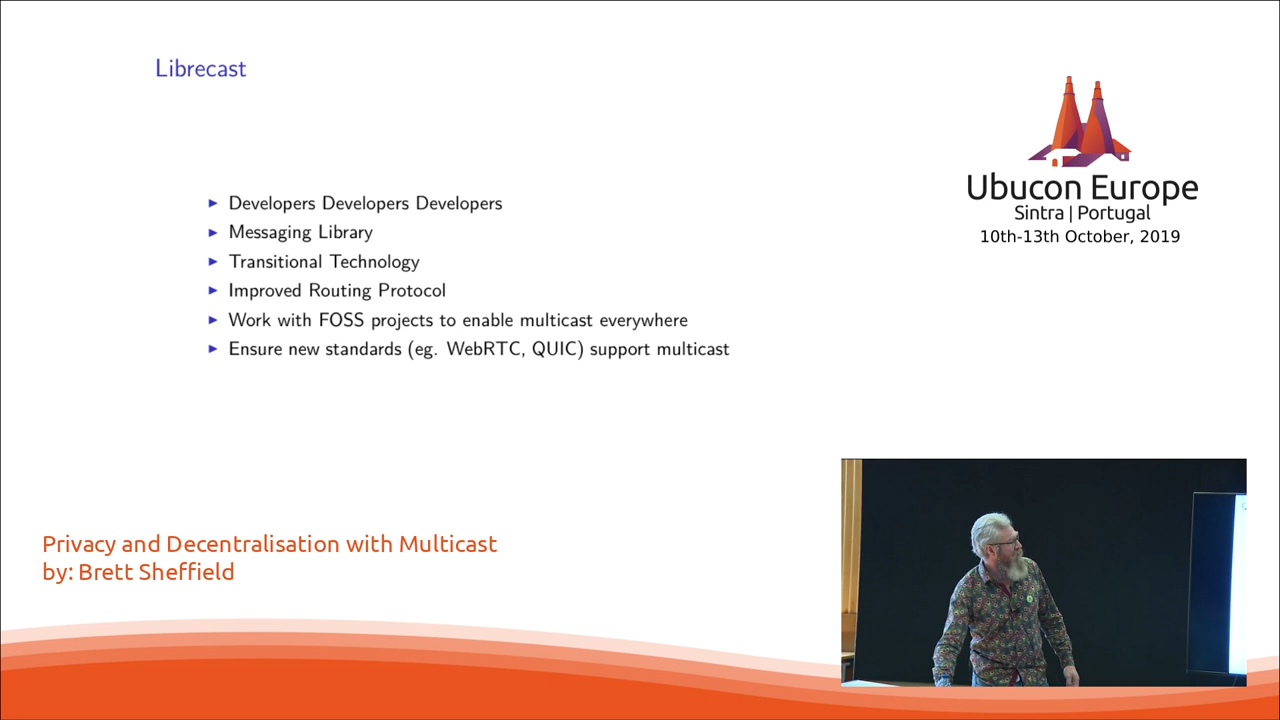 Librecast
Developers Developers Developers
Messaging Library
Transitional Technology
Improved Routing Protocol
Work with FOSS projects to enable multicast everywhere
Ensure new standards (eg. WebRTC, QUIC) support multicast
Ubucon Europe
Sintra | Portugal
10th-13th October, 2019
Privacy and Decentralisation with Multicast
by: Brett Sheffield